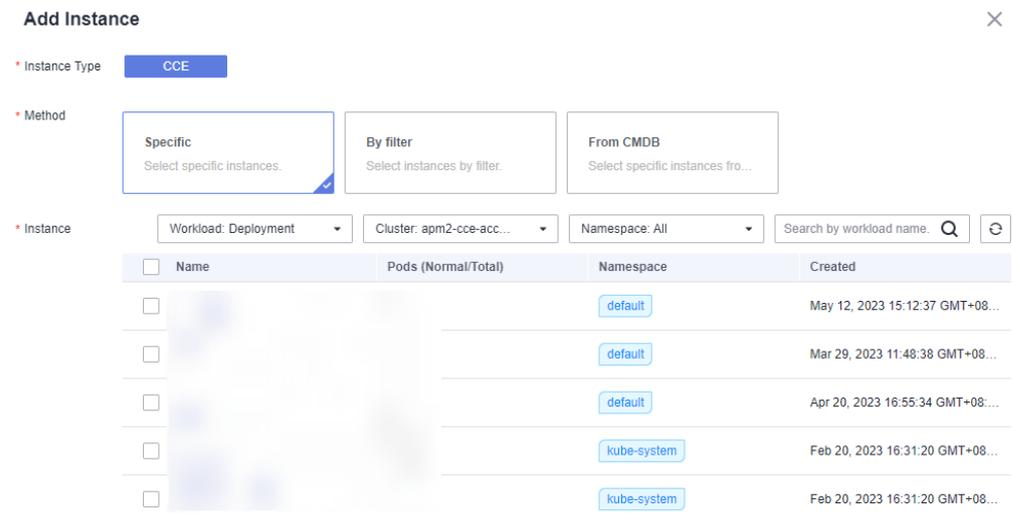 Add Instance
* Instance Type CCE
* Method
Specific By filter From CMDB
Select specific instances. Select instances by filter. Select specific instances fro...
* Instance Workload: Deployment Cluster: apm2-cce-acc... Namespace: All Search by workload name.
Name Pods (Normal/Total) Namespace Created
default May 12, 2023 15:12:37 GMT+08...
default Mar 29, 2023 11:48:38 GMT+08...
default Apr 20, 2023 16:55:34 GMT+08:...
kube-system Feb 20, 2023 16:31:20 GMT+08...
kube-system Feb 20, 2023 16:31:20 GMT+08...